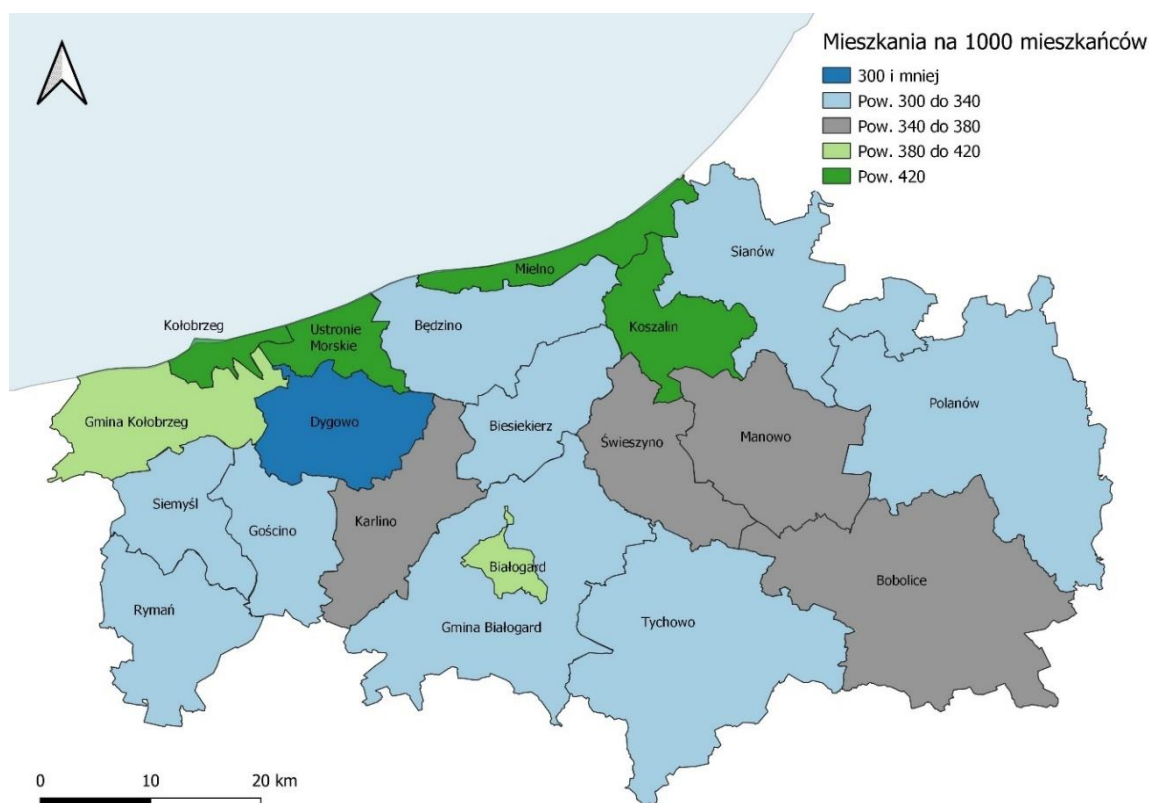 Mieszkania na 1000 mieszkańców
300 i mniej
Pow. 300 do 340
Pow. 340 do 380
Pow. 380 do 420
Pow. 420
Sianów
Mielno
Kołobrzeg
Ustronie
Morskie
Będzino
Koszalin
Polanów
Gmina Kołobrzeg
Dygowo
Biesiekierz
Świeszyno
Manowo
Siemyśl
Gościno
Karlino
Białogard
Bobolice
Rymań
Gmina Białogard
Tychowo
0 10 20 km